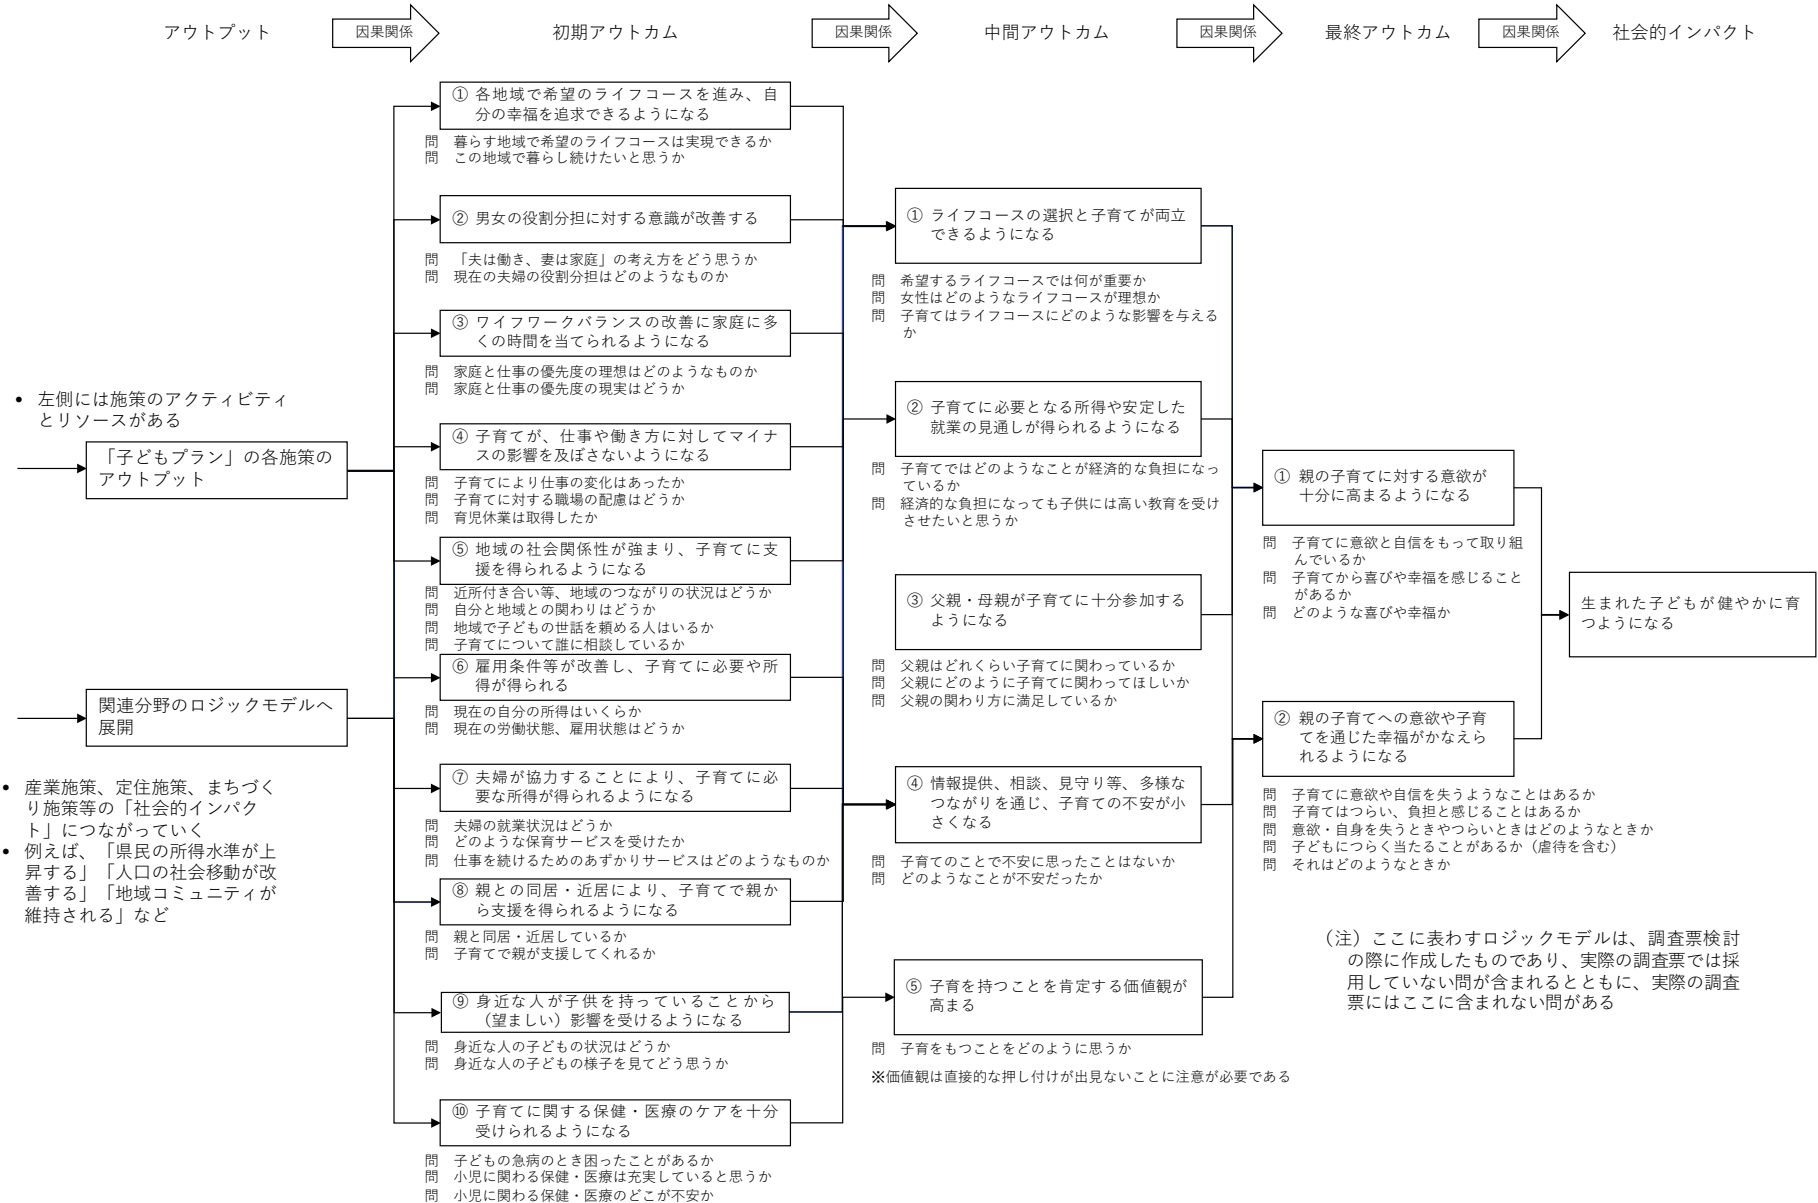 アウトプット
因果関係
初期アウトカム
因果関係
中間アウトカム
因果関係
最終アウトカム
因果関係
社会的インパクト
• 左側には施策のアクティビティ
とリソースがある
「子どもプラン」の各施策の
アウトプット
関連分野のロジックモデルへ
展開
• 産業施策、定住施策、まちづく
り施策等の「社会的インパク
ト」につながっていく
• 例えば、「県民の所得水準が上
昇する」「人口の社会移動が改
善する」「地域コミュニティが
維持される」など
① 各地域で希望のライフコースを進み、自
分の幸福を追求できるようになる
問 暮らす地域で希望のライフコースは実現できるか
問 この地域で暮らし続けたいと思うか
② 男女の役割分担に対する意識が改善する
問 「夫は働き、妻は家庭」の考え方をどう思うか
問 現在の夫婦の役割分担はどのようなものか
③ ワイフワークバランスの改善に家庭に多
くの時間を当てられるようになる
問 家庭と仕事の優先度の理想はどのようなものか
問 家庭と仕事の優先度の現実はどうか
④ 子育てが、仕事や働き方に対してマイナ
スの影響を及ぼさないようになる
問 子育てにより仕事の変化はあったか
問 子育てに対する職場の配慮はどうか
問 育児休業は取得したか
⑤ 地域の社会関係性が強まり、子育てに支
援を得られるようになる
問 近所付き合い等、地域のつながりの状況はどうか
問 自分と地域との関わりはどうか
問 地域で子どもの世話を頼める人はいるか
問 子育てについて誰に相談しているか
⑥ 雇用条件等が改善し、子育てに必要や所
得が得られる
問 現在の自分の所得はいくらか
問 現在の労働状態、雇用状態はどうか
⑦ 夫婦が協力することにより、子育てに必
要な所得が得られるようになる
問 夫婦の就業状況はどうか
問 どのような保育サービスを受けたか
問 仕事を続けるためのあずかりサービスはどのようなものか
⑧ 親との同居・近居により、子育てで親か
ら支援を得られるようになる
問 親と同居・近居しているか
問 子育てで親が支援してくれるか
⑨ 身近な人が子供を持っていることから
（望ましい）影響を受けるようになる
問 身近な人の子どもの状況はどうか
問 身近な人の子どもの様子を見てどう思うか
⑩ 子育てに関する保健・医療のケアを十分
受けられるようになる
問 子どもの急病のとき困ったことがあるか
問 小児に関わる保健・医療は充実していると思うか
問 小児に関わる保健・医療のどこが不安か
① ライフコースの選択と子育てが両立
できるようになる
問 希望するライフコースでは何が重要か
問 女性はどのようなライフコースが理想か
問 子育てはライフコースにどのような影響を与える
か
② 子育てに必要となる所得や安定した
就業の見通しが得られるようになる
問 子育てではどのようなことが経済的な負担になっ
ているか
問 経済的な負担になっても子供には高い教育を受け
させたいと思うか
③ 父親・母親が子育てに十分参加する
ようになる
問 父親はどれくらい子育てに関わっているか
問 父親にどのように子育てに関わってほしいか
問 父親の関わり方に満足しているか
④ 情報提供、相談、見守り等、多様な
つながりを通じ、子育ての不安が小
さくなる
問 子育てのことで不安に思ったことはないか
問 どのようなことが不安だったか
⑤ 子育を持つことを肯定する価値観が
高まる
問 子育をもつことをどのように思うか
※価値観は直接的な押し付けが出見ないことに注意が必要である
① 親の子育てに対する意欲が
十分に高まるようになる
問 子育てに意欲と自信をもって取り組
んでいるか
問 子育てから喜びや幸福を感じること
があるか
問 どのような喜びや幸福か
② 親の子育てへの意欲や子育
てを通じた幸福がかなえら
れるようになる
問 子育てに意欲や自信を失うようなことはあるか
問 子育てはつらい、負担と感じることはあるか
問 意欲・自身を失うときやつらいときはどのようなときか
問 子どもにつらく当たることがあるか（虐待を含む）
問 それはどのようなときか
生まれた子どもが健やかに育
つようになる
（注）ここに表わすロジックモデルは、調査票検討
の際に作成したものであり、実際の調査票では採
用していない問が含まれるとともに、実際の調査
票にはここに含まれない問がある